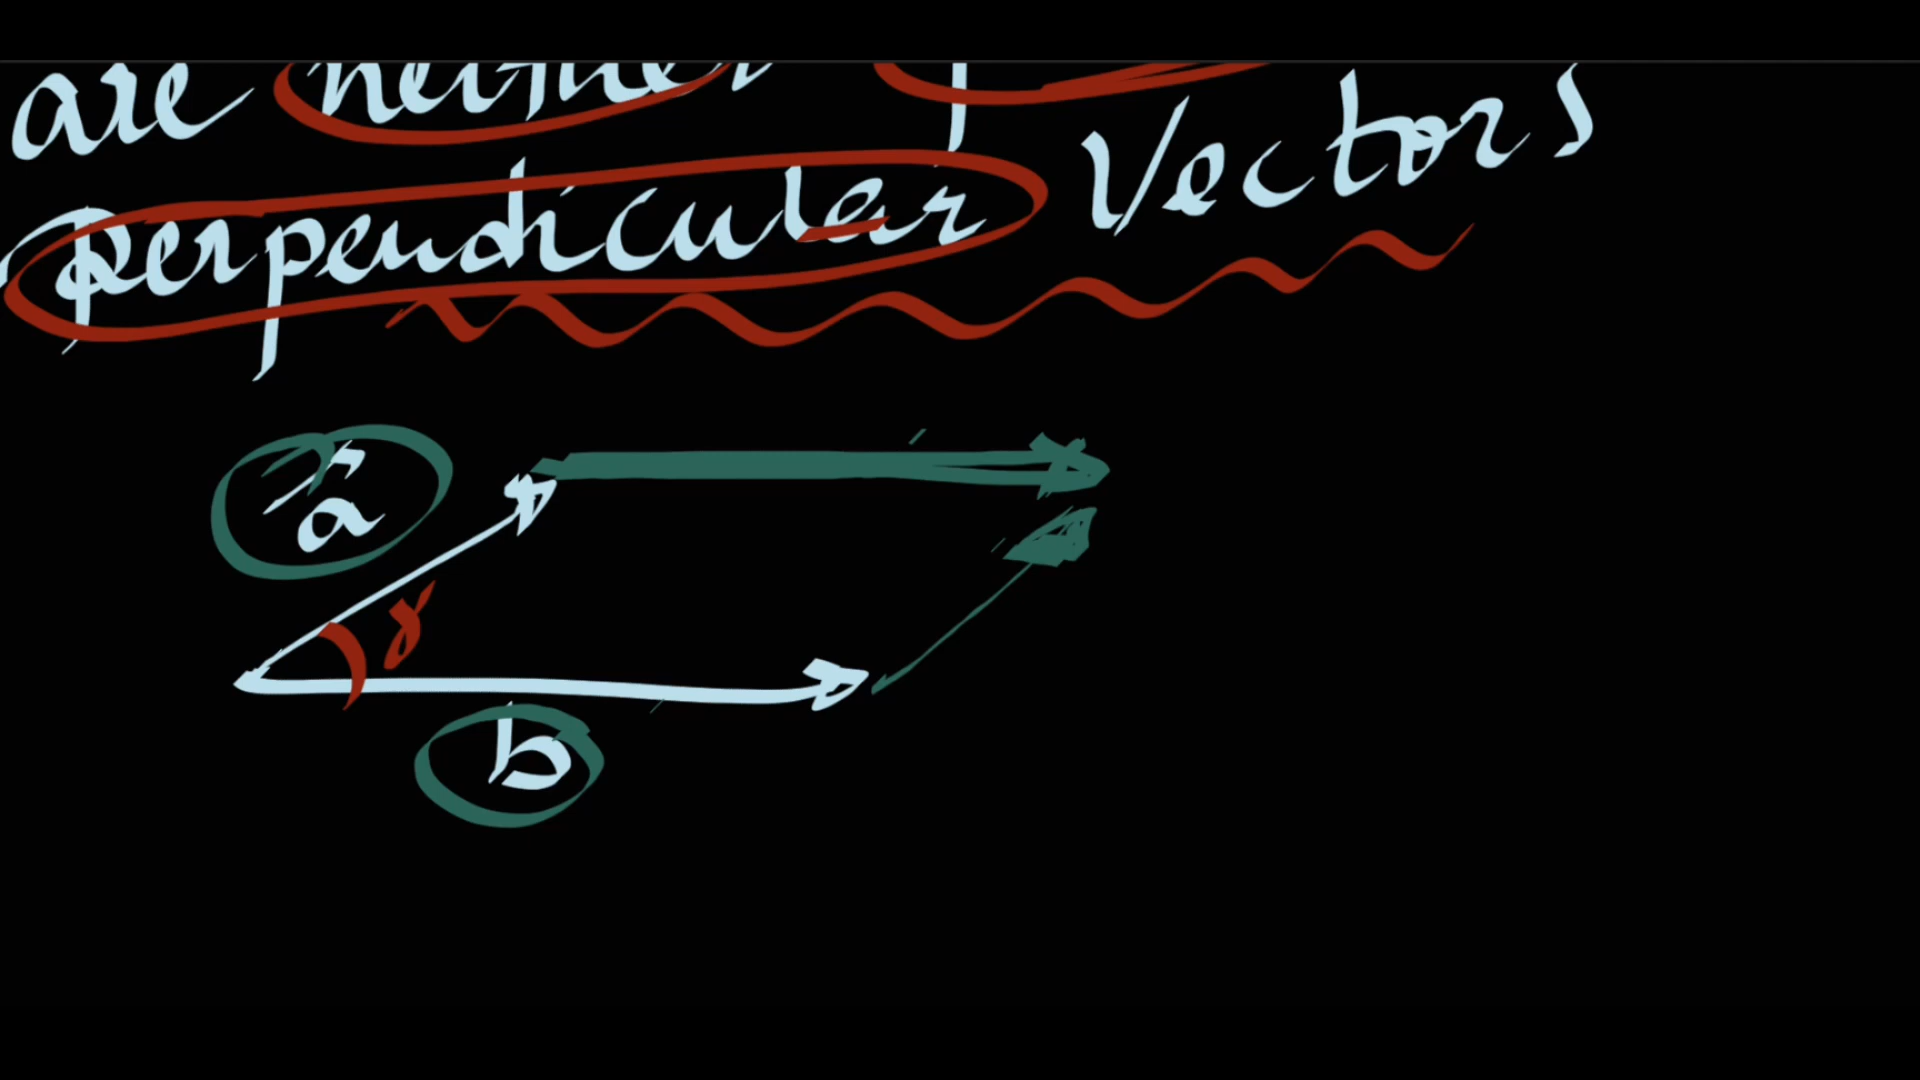 are neither
perpendicular Vectors
a
γ
b